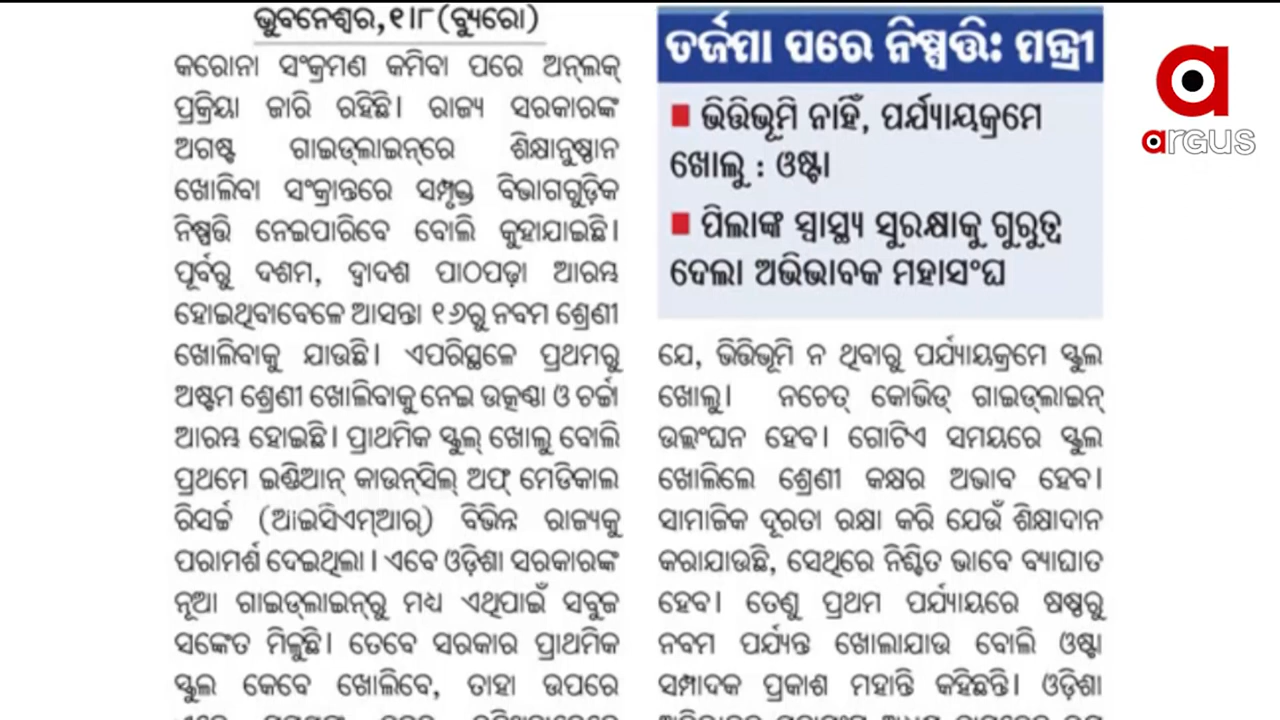 ଭୁବନେଶ୍ୱର,୧।୮(ବ୍ୟୁରୋ)
କରୋନା ସଂକ୍ରମଣ କମିବା ପରେ ଅନ୍‌ଲକ୍
ପ୍ରକ୍ରିୟା ଜାରି ରହିଛି। ରାଜ୍ୟ ସରକାରଙ୍କ
ଅଗଷ୍ଟ ଗାଇଡ୍‌ଲାଇନ୍‌ରେ ଶିକ୍ଷାନୁଷ୍ଠାନ
ଖୋଲିବା ସଂକ୍ରାନ୍ତରେ ସମ୍ପୃକ୍ତ ବିଭାଗଗୁଡ଼ିକ
ନିଷ୍ପତ୍ତି ନେଇପାରିବେ ବୋଲି କୁହାଯାଇଛି।
ପୂର୍ବରୁ ଦଶମ, ଦ୍ୱାଦଶ ପାଠପଢ଼ା ଆରମ୍ଭ
ହୋଇଥିବାବେଳେ ଆସନ୍ତା ୧୬ରୁ ନବମ ଶ୍ରେଣୀ
ଖୋଲିବାକୁ ଯାଉଛି। ଏପରିସ୍ଥଳେ ପ୍ରଥମରୁ
ଅଷ୍ଟମ ଶ୍ରେଣୀ ଖୋଲିବାକୁ ନେଇ ଉତ୍କଣ୍ଠା ଓ ଚର୍ଚ୍ଚା
ଆରମ୍ଭ ହୋଇଛି। ପ୍ରାଥମିକ ସ୍କୁଲ୍ ଖୋଲୁ ବୋଲି
ପ୍ରଥମେ ଇଣ୍ଡିଆନ୍ କାଉନ୍‌ସିଲ୍ ଅଫ୍ ମେଡିକାଲ
ରିସର୍ଚ୍ଚ (ଆଇସିଏମ୍‌ଆର୍) ବିଭିନ୍ନ ରାଜ୍ୟକୁ
ପରାମର୍ଶ ଦେଇଥିଲା। ଏବେ ଓଡ଼ିଶା ସରକାରଙ୍କ
ନୂଆ ଗାଇଡ୍‌ଲାଇନ୍‌ରୁ ମଧ୍ୟ ଏଥିପାଇଁ ସବୁଜ
ସଙ୍କେତ ମିଳୁଛି। ତେବେ ସରକାର ପ୍ରାଥମିକ
ସ୍କୁଲ କେବେ ଖୋଲିବେ, ତାହା ଉପରେ
ତର୍ଜମା ପରେ ନିଷ୍ପତ୍ତି: ମନ୍ତ୍ରୀ
■ ଭିତ୍ତିଭୂମି ନାହିଁ, ପର୍ଯ୍ୟାୟକ୍ରମେ
ଖୋଲୁ : ଓଷ୍ଟା
■ ପିଲାଙ୍କ ସ୍ୱାସ୍ଥ୍ୟ ସୁରକ୍ଷାକୁ ଗୁରୁତ୍ୱ
ଦେଲା ଅଭିଭାବକ ମହାସଂଘ
ଯେ, ଭିତ୍ତିଭୂମି ନ ଥିବାରୁ ପର୍ଯ୍ୟାୟକ୍ରମେ ସ୍କୁଲ
ଖୋଲୁ। ନଚେତ୍ କୋଭିଡ୍ ଗାଇଡ୍‌ଲାଇନ୍
ଉଲ୍ଲଂଘନ ହେବ। ଗୋଟିଏ ସମୟରେ ସ୍କୁଲ
ଖୋଲିଲେ ଶ୍ରେଣୀ କକ୍ଷର ଅଭାବ ହେବ।
ସାମାଜିକ ଦୂରତା ରକ୍ଷା କରି ଯେଉଁ ଶିକ୍ଷାଦାନ
କରାଯାଉଛି, ସେଥିରେ ନିଶ୍ଚିତ ଭାବେ ବ୍ୟାଘାତ
ହେବ। ତେଣୁ ପ୍ରଥମ ପର୍ଯ୍ୟାୟରେ ଷଷ୍ଠରୁ
ନବମ ପର୍ଯ୍ୟନ୍ତ ଖୋଲାଯାଉ ବୋଲି ଓଷ୍ଟା
ସମ୍ପାଦକ ପ୍ରକାଶ ମହାନ୍ତି କହିଛନ୍ତି। ଓଡ଼ିଶା
a
argus